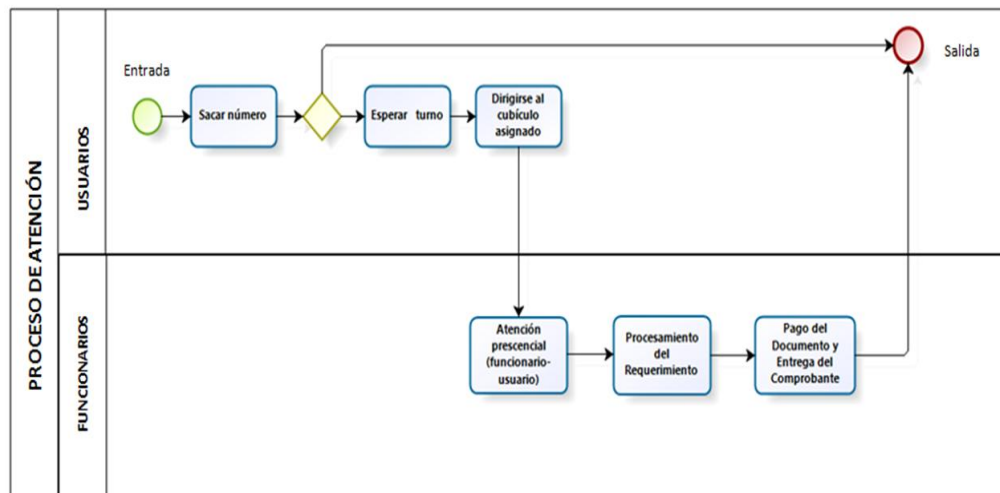 PROCESO DE ATENCIÓN
USUARIOS
Entrada
Sacar número
Esperar turno
Dirigirse al
cubículo
asignado
Salida
FUNCIONARIOS
Atención
prescencial
(funcionario-
usuario)
Procesamiento
del
Requerimiento
Pago del
Documento y
Entrega del
Comprobante